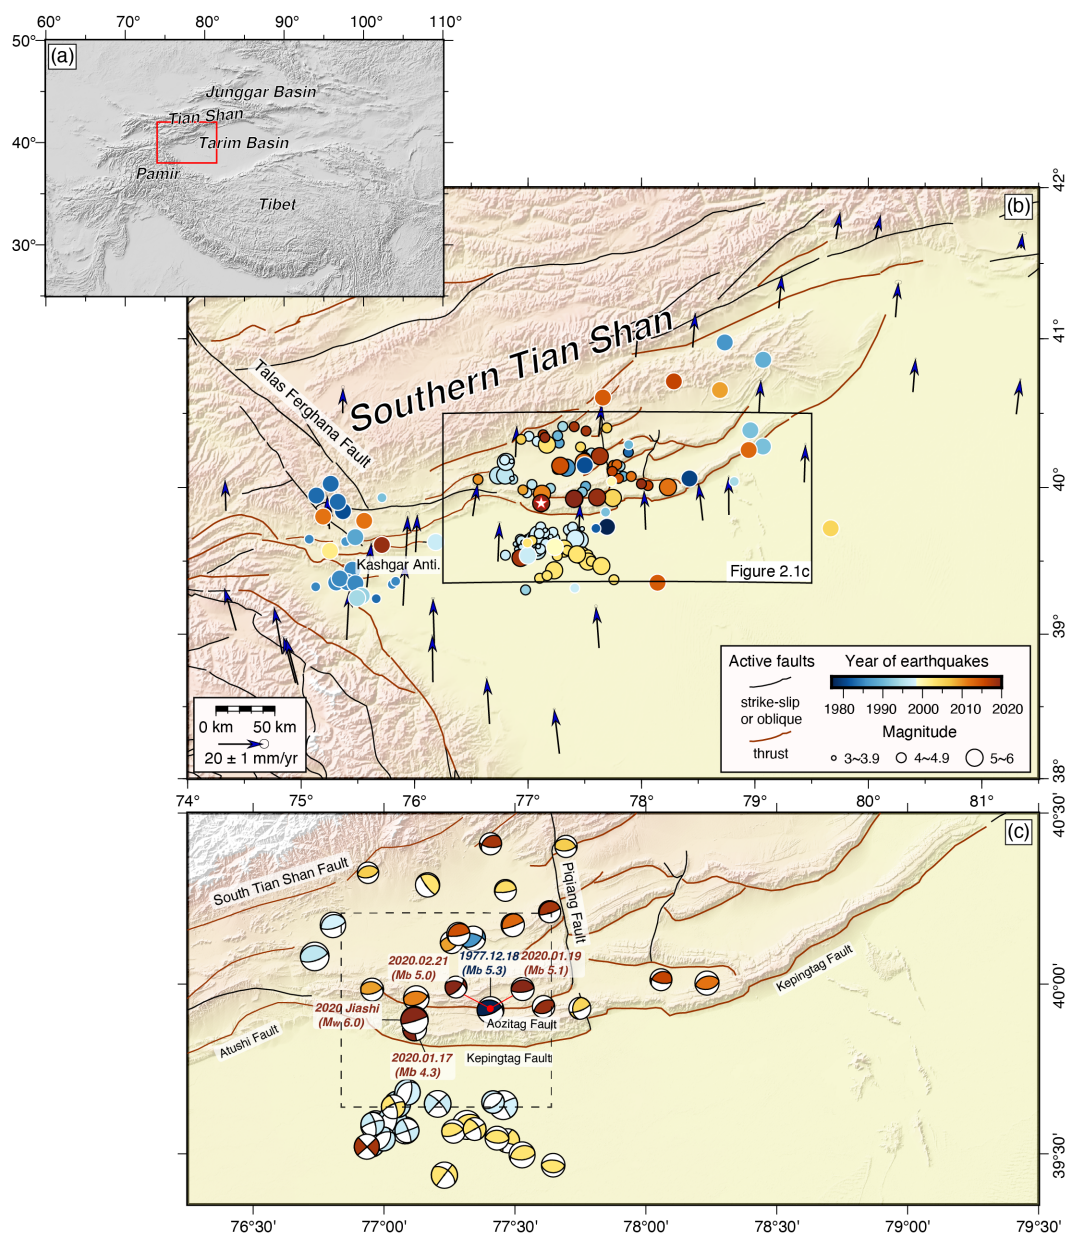 60°
70°
80°
90°
100°
110°
50°
40°
30°
(a)
Junggar Basin
Tian Shan
Tarim Basin
Pamir
Tibet
42°
(b)
41°
40°
39°
38°
Southern Tian Shan
Talas Ferghana Fault
Kashgar Anti.
Figure 2.1c
Active faults
strike-slip
or oblique
thrust
Year of earthquakes
1980 1990 2000 2010 2020
Magnitude
3~3.9 4~4.9 5~6
0 km 50 km
20 ± 1 mm/yr
74°
75°
76°
77°
78°
79°
80°
81°
40°30'
(c)
South Tian Shan Fault
Piqiang Fault
2020.02.21
(Mb 5.0)
1977.12.18
(Mb 5.3)
2020.01.19
(Mb 5.1)
Kepingtag Fault
40°00'
2020 Jiashi
(Mw 6.0)
Aozitag Fault
Atushi Fault
2020.01.17
(Mb 4.3)
Kepingtag Fault
39°30'
76°30'
77°00'
77°30'
78°00'
78°30'
79°00'
79°30'